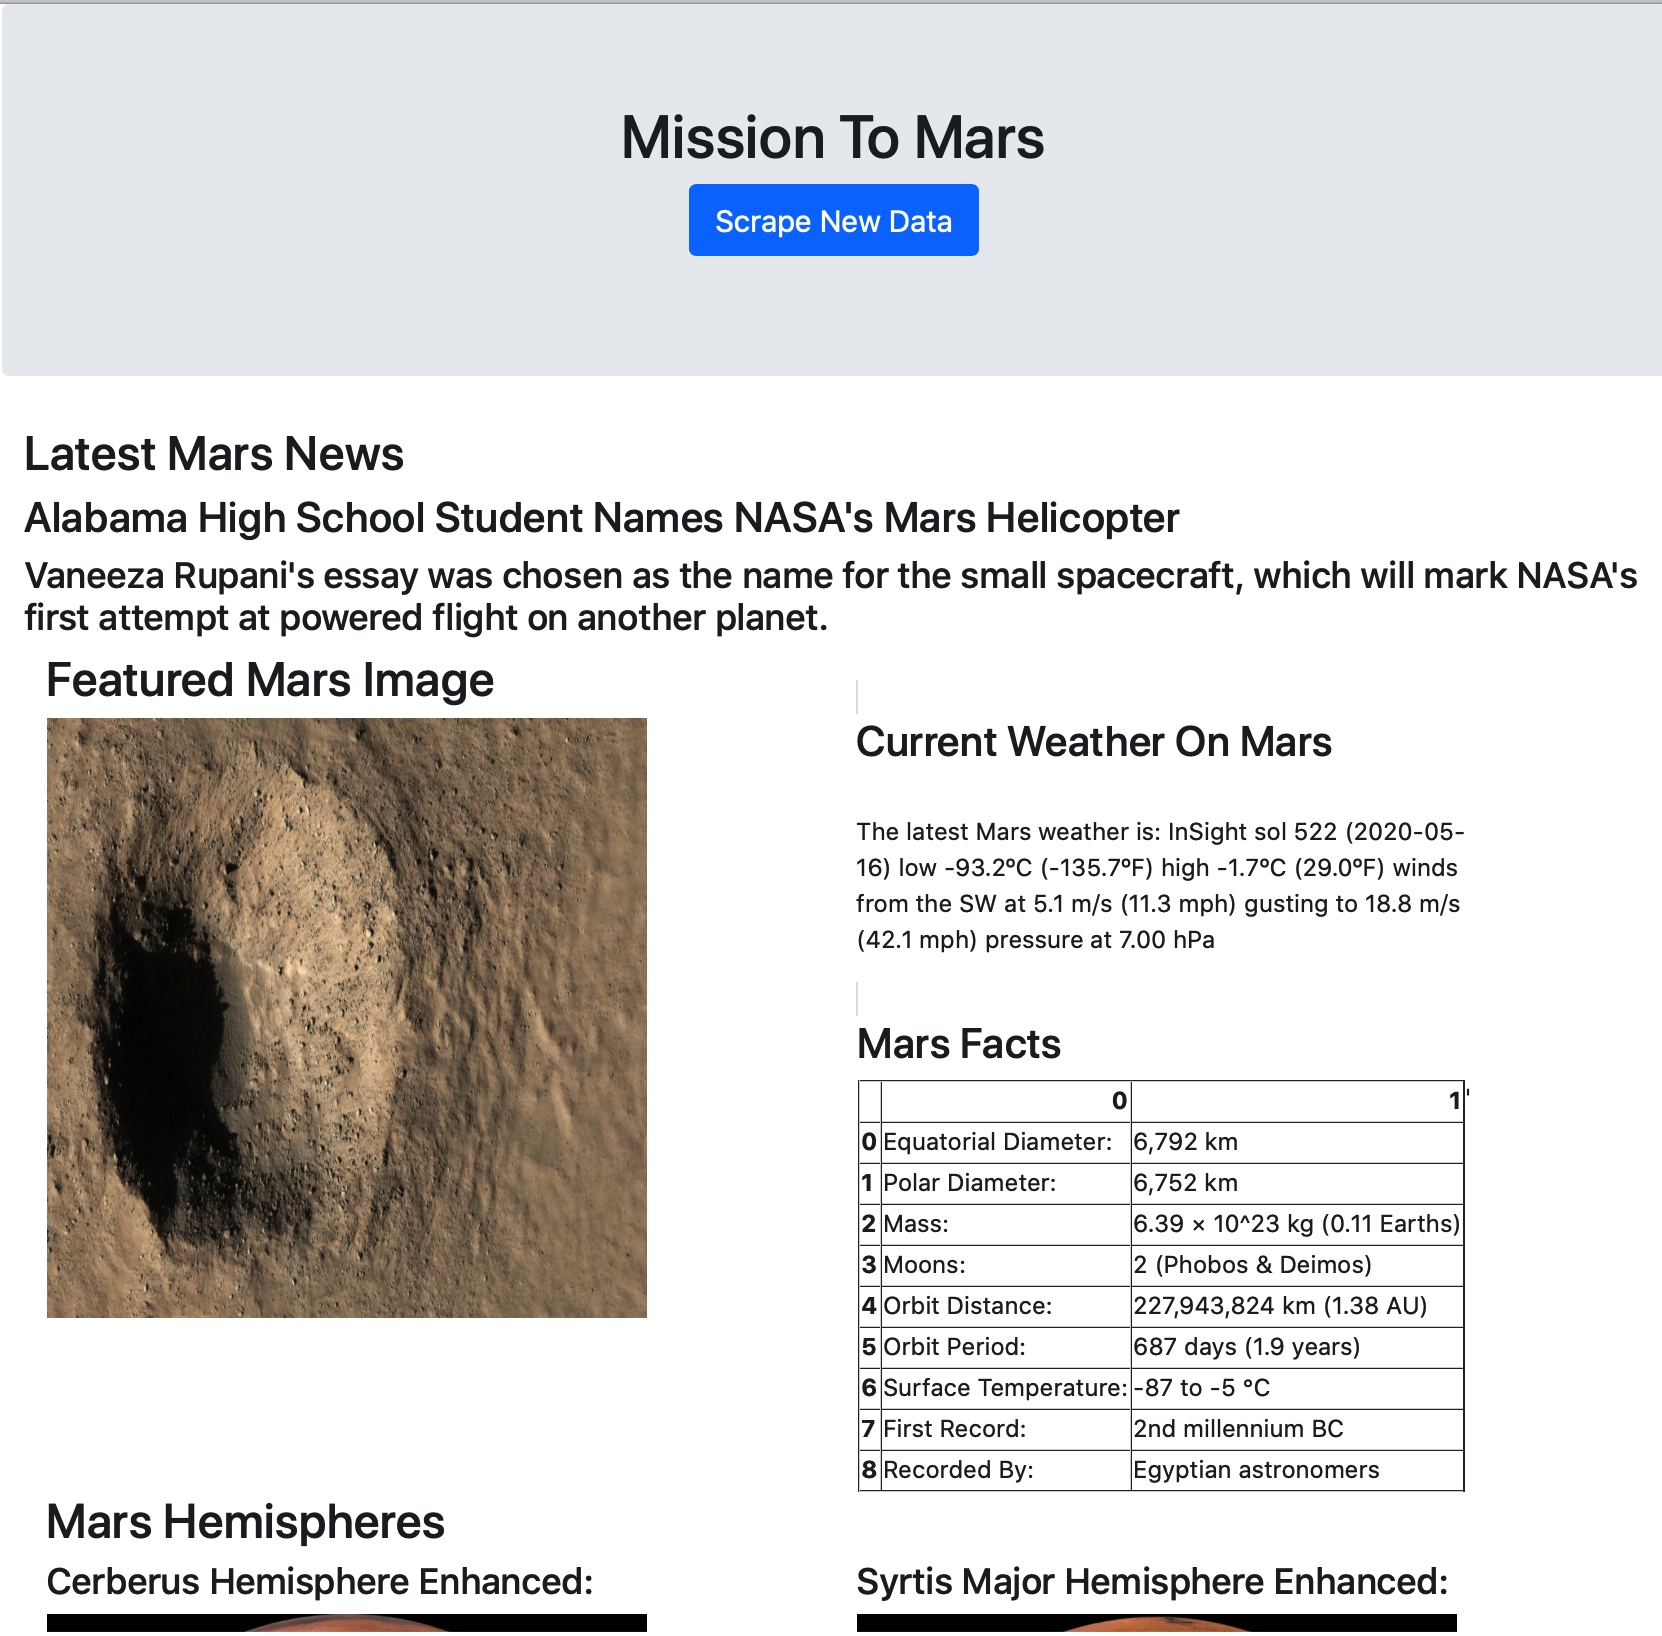 Mission To Mars
Scrape New Data
Latest Mars News
Alabama High School Student Names NASA's Mars Helicopter
Vaneeza Rupani's essay was chosen as the name for the small spacecraft, which will mark NASA's
first attempt at powered flight on another planet.
Featured Mars Image
Current Weather On Mars
The latest Mars weather is: InSight sol 522 (2020-05-
16) low -93.2ºC (-135.7ºF) high -1.7ºC (29.0ºF) winds
from the SW at 5.1 m/s (11.3 mph) gusting to 18.8 m/s
(42.1 mph) pressure at 7.00 hPa
Mars Facts
0 1 '
0 Equatorial Diameter: 6,792 km
1 Polar Diameter: 6,752 km
2 Mass: 6.39 × 10^23 kg (0.11 Earths)
3 Moons: 2 (Phobos & Deimos)
4 Orbit Distance: 227,943,824 km (1.38 AU)
5 Orbit Period: 687 days (1.9 years)
6 Surface Temperature: -87 to -5 °C
7 First Record: 2nd millennium BC
8 Recorded By: Egyptian astronomers
Mars Hemispheres
Cerberus Hemisphere Enhanced:
Syrtis Major Hemisphere Enhanced: